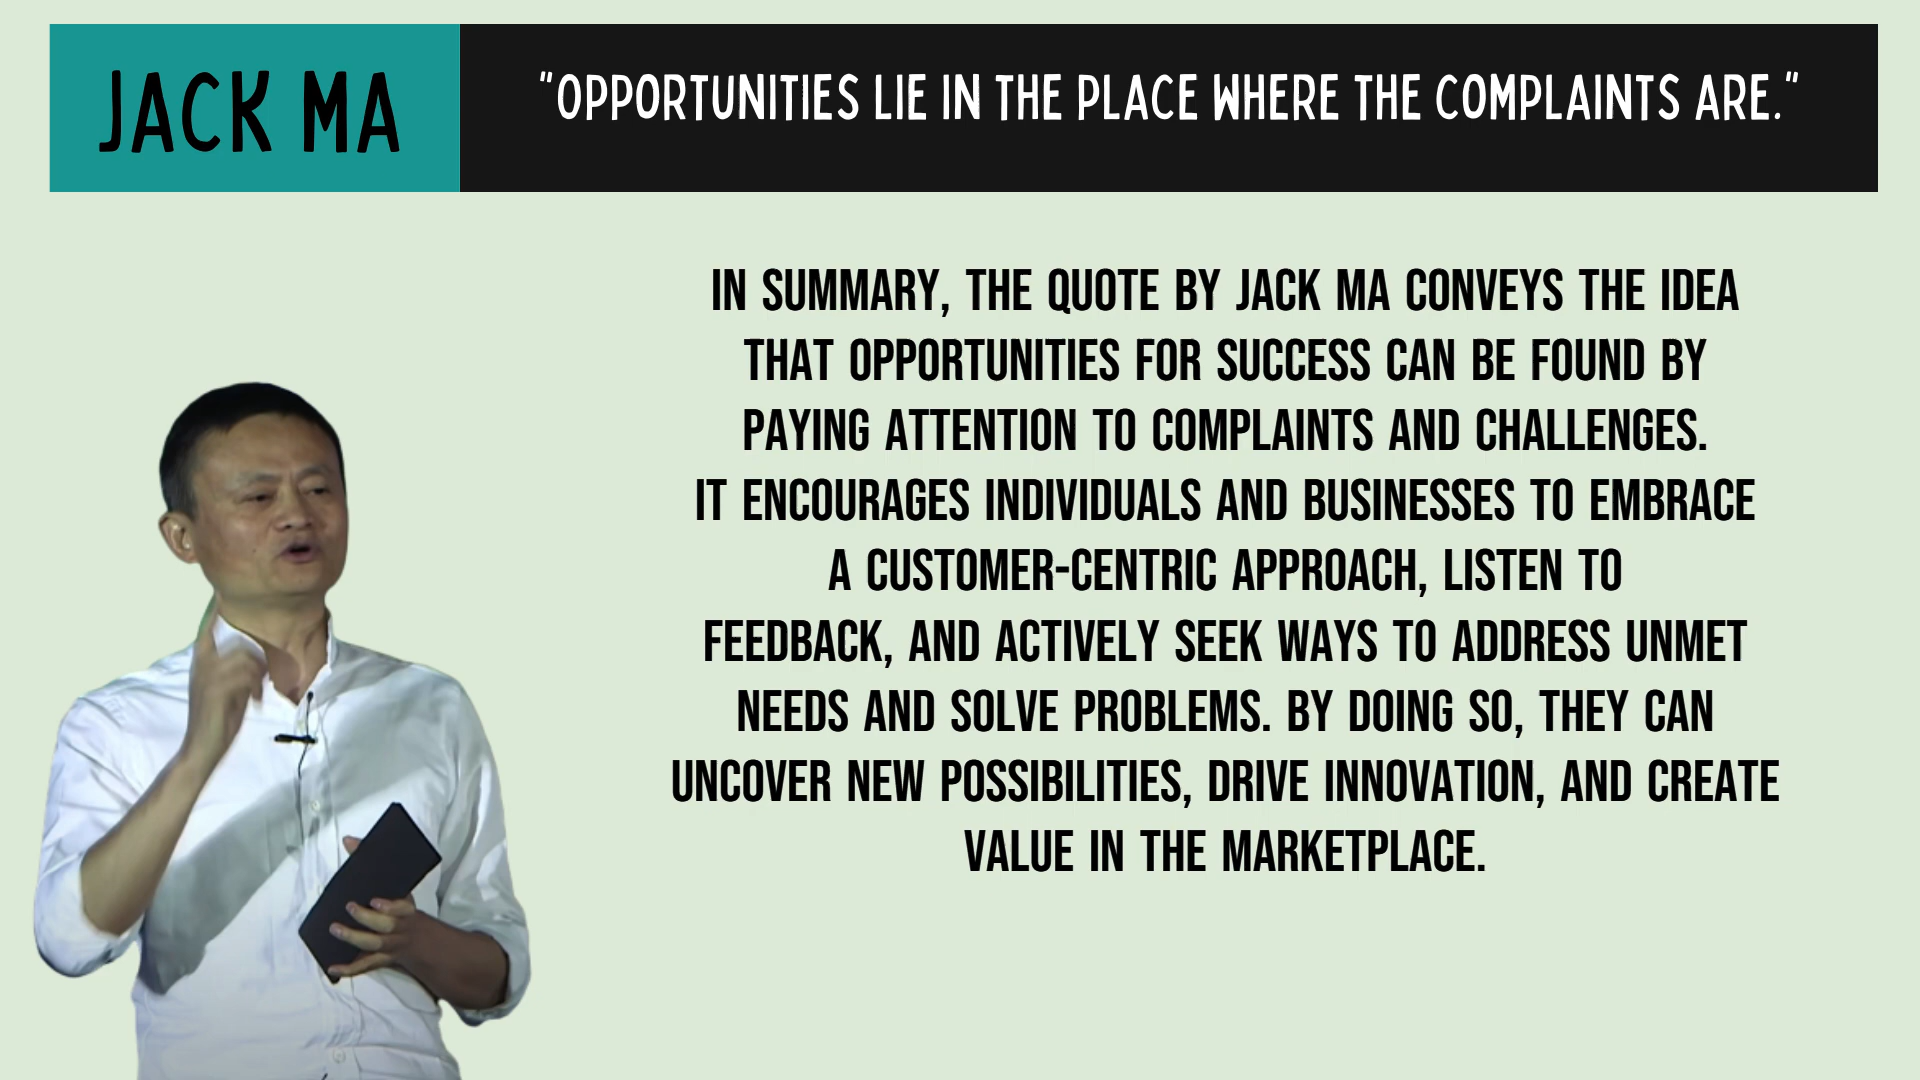 JACK MA
"OPPORTUNITIES LIE IN THE PLACE WHERE THE COMPLAINTS ARE."
IN SUMMARY, THE QUOTE BY JACK MA CONVEYS THE IDEA
THAT OPPORTUNITIES FOR SUCCESS CAN BE FOUND BY
PAYING ATTENTION TO COMPLAINTS AND CHALLENGES.
IT ENCOURAGES INDIVIDUALS AND BUSINESSES TO EMBRACE
A CUSTOMER-CENTRIC APPROACH, LISTEN TO
FEEDBACK, AND ACTIVELY SEEK WAYS TO ADDRESS UNMET
NEEDS AND SOLVE PROBLEMS. BY DOING SO, THEY CAN
UNCOVER NEW POSSIBILITIES, DRIVE INNOVATION, AND CREATE
VALUE IN THE MARKETPLACE.